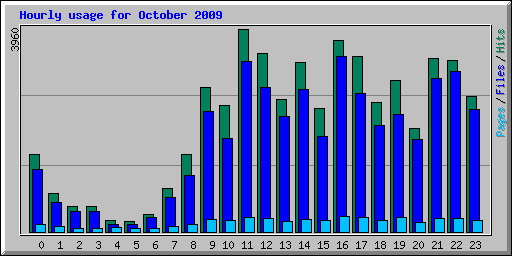 Hourly usage for October 2009
3960
Pages / Files / Hits
0 1 2 3 4 5 6 7 8 9 10 11 12 13 14 15 16 17 18 19 20 21 22 23